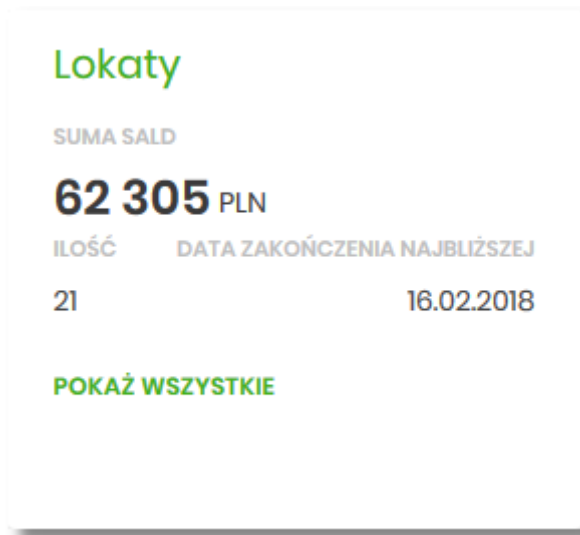 Lokaty
SUMA SALD
62 305 PLN
ILOŚĆ DATA ZAKOŃCZENIA NAJBLIŻSZEJ
21 16.02.2018
POKAŻ WSZYSTKIE